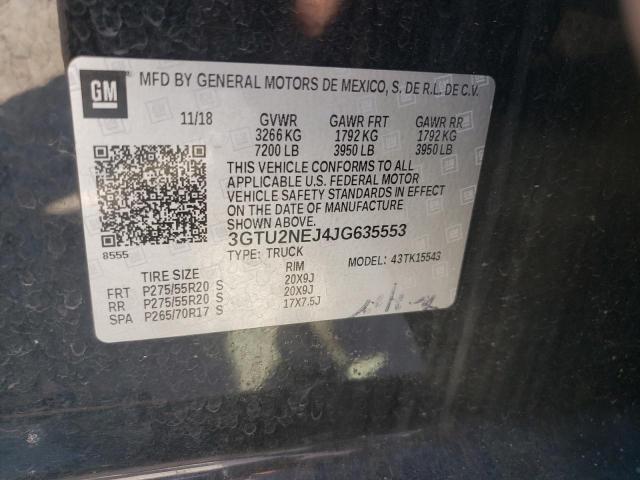 GM MFD BY GENERAL MOTORS DE MEXICO, S. DE R.L. DE C.V.
11/18 GVWR GAWR FRT GAWR RR
3266 KG 1792 KG 1792 KG
7200 LB 3950 LB 3950 LB
THIS VEHICLE CONFORMS TO ALL
APPLICABLE U.S. FEDERAL MOTOR
VEHICLE SAFETY STANDARDS IN EFFECT
ON THE DATE OF MANUFACTURE
SHOWN ABOVE.
3GTU2NEJ4JG635553
8555 TYPE: TRUCK MODEL: 43TK15543
TIRE SIZE RIM
FRT P275/55R20 S 20X9J
RR P275/55R20 S 20X9J
SPA P265/70R17 S 17X7.5J